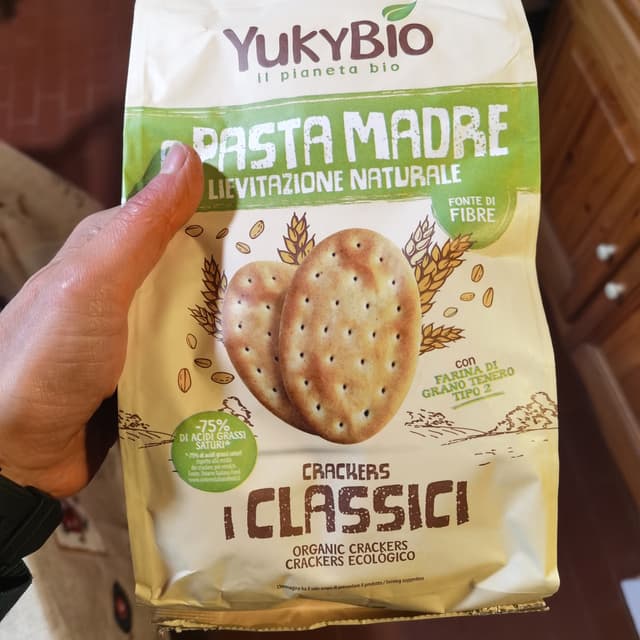 YUKYBIO
il pianeta bio
PASTA MADRE
LIEVITAZIONE NATURALE
FONTE DI
FIBRE
con
FARINA DI
GRANO TENERO
TIPO 2
-75%
DI ACIDI GRASSI
SATURI*
CRACKERS
I CLASSICI
ORGANIC CRACKERS
CRACKERS ECOLÓGICO